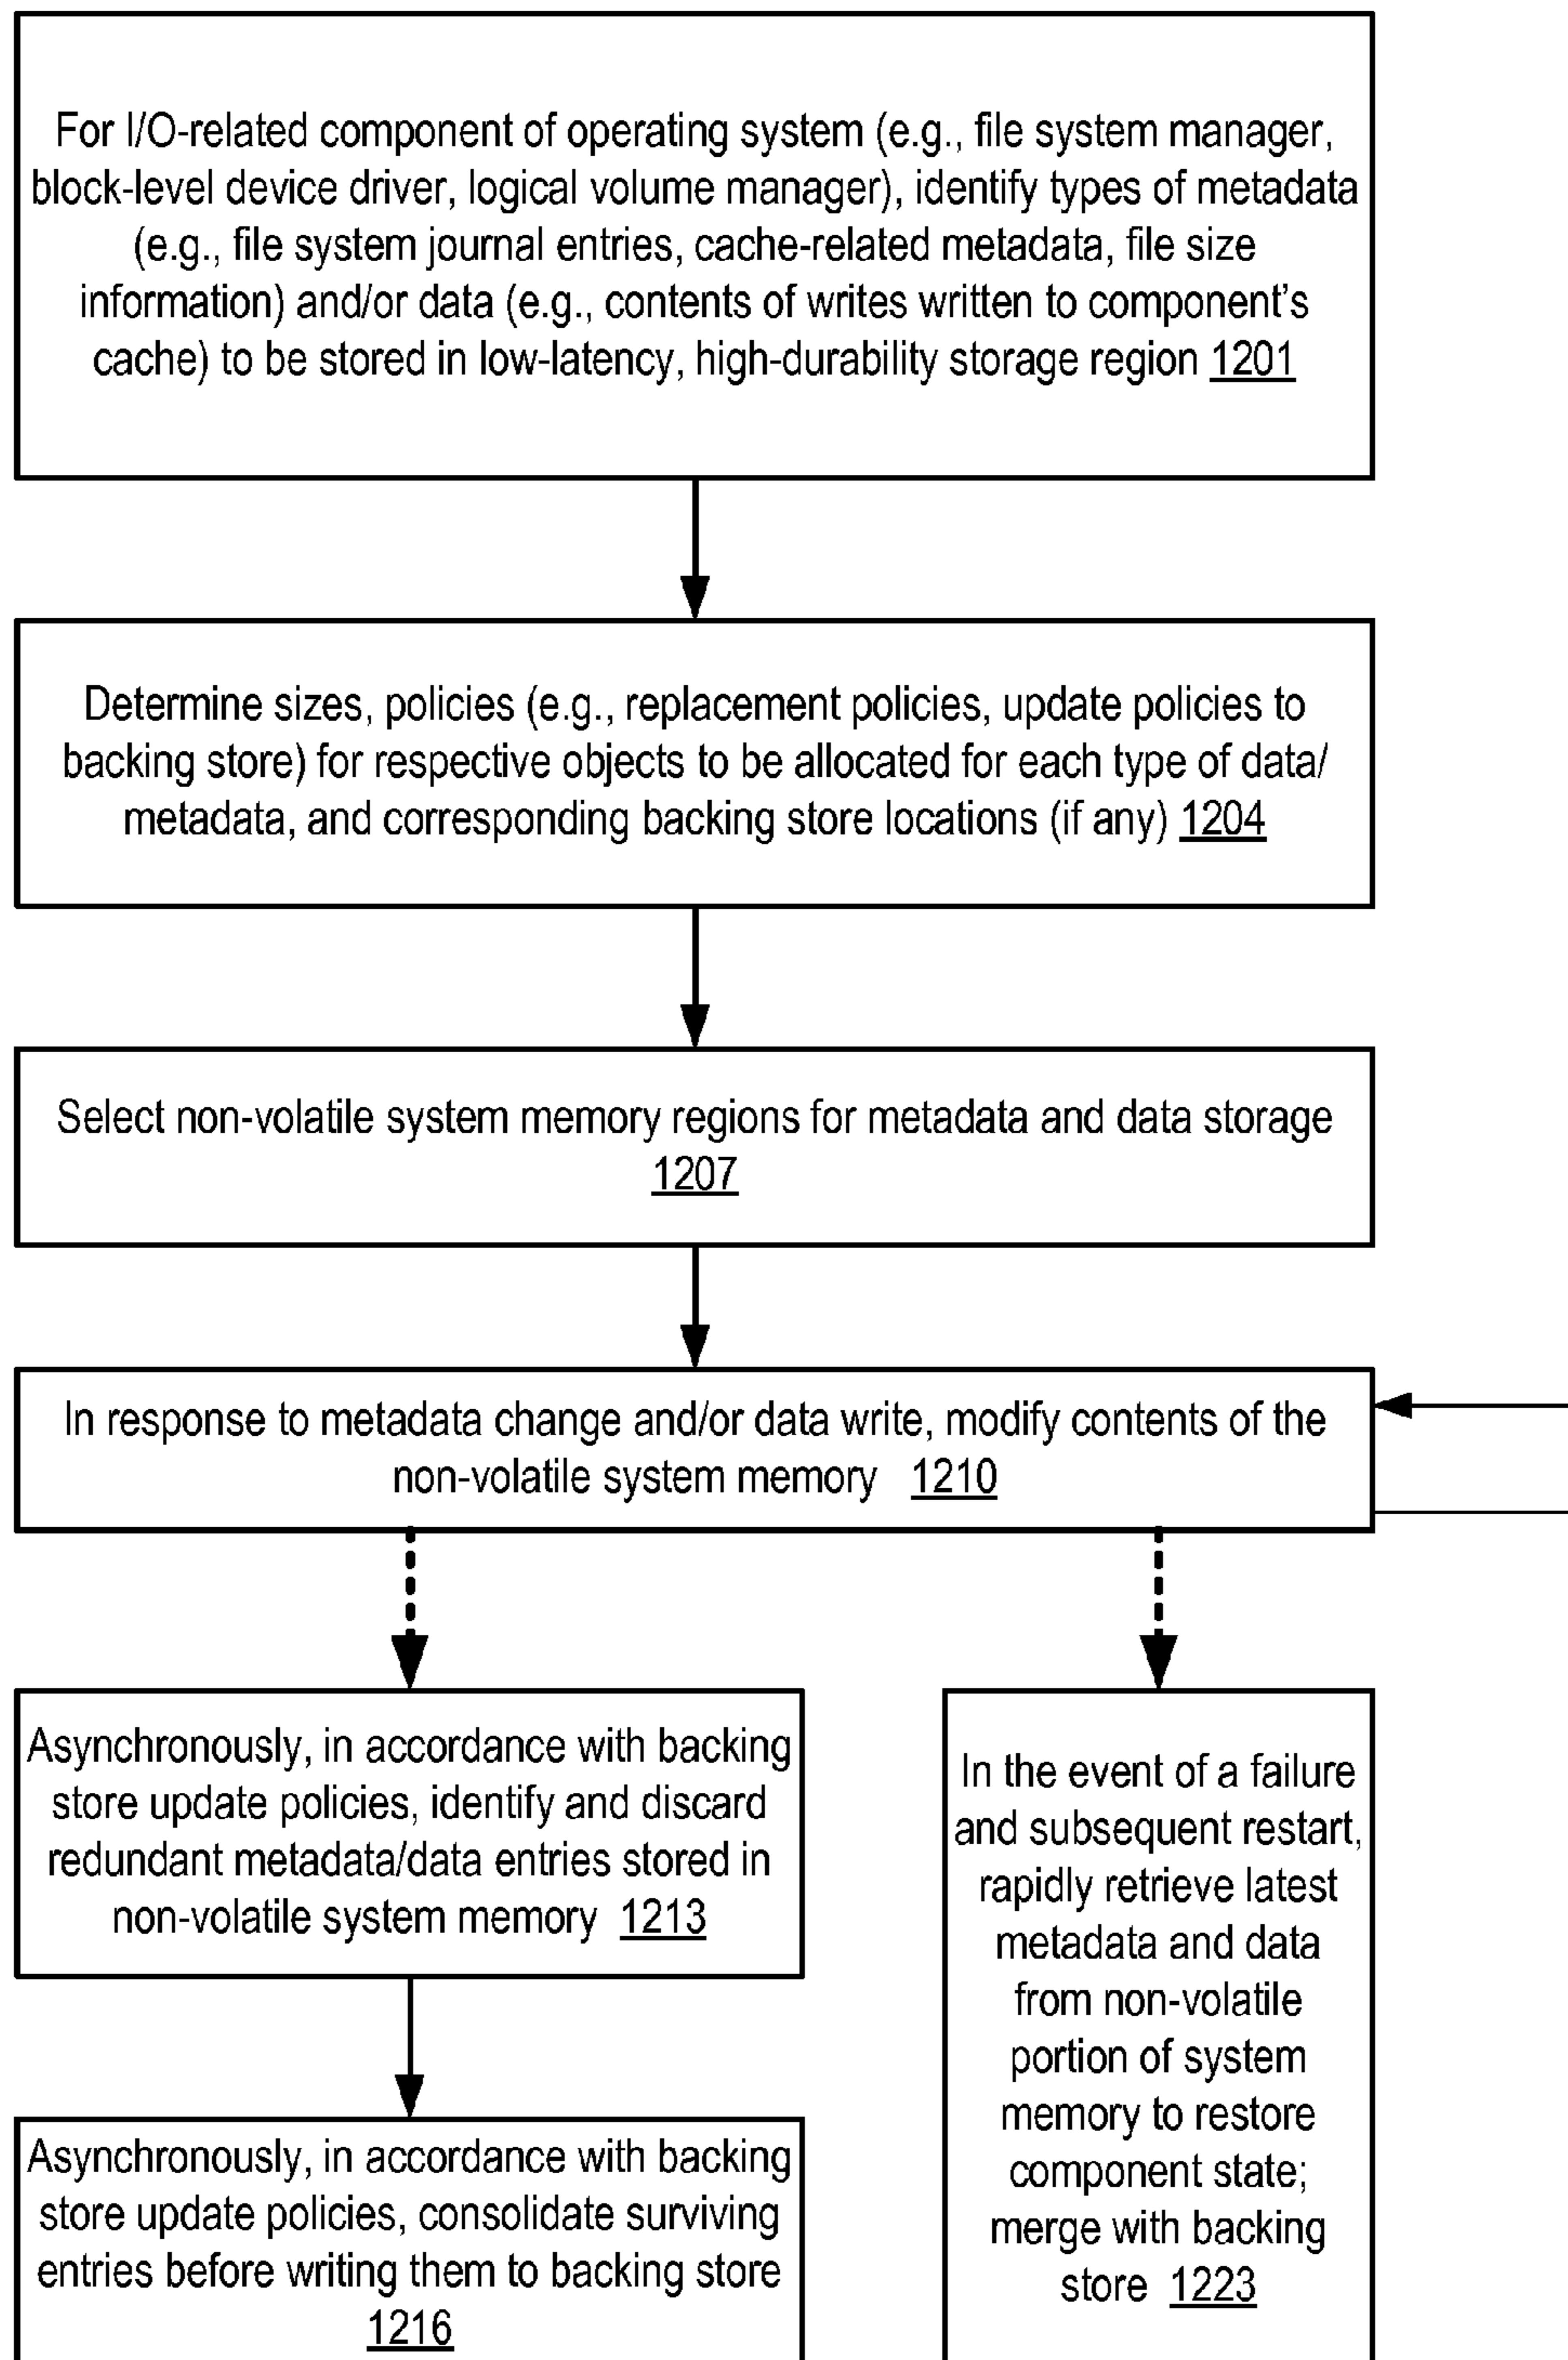 For I/O-related component of operating system (e.g., file system manager,
block-level device driver, logical volume manager), identify types of metadata
(e.g., file system journal entries, cache-related metadata, file size
information) and/or data (e.g., contents of writes written to component's
cache) to be stored in low-latency, high-durability storage region 1201
Determine sizes, policies (e.g., replacement policies, update policies to
backing store) for respective objects to be allocated for each type of data/
metadata, and corresponding backing store locations (if any) 1204
Select non-volatile system memory regions for metadata and data storage
1207
In response to metadata change and/or data write, modify contents of the
non-volatile system memory 1210
Asynchronously, in accordance with backing
store update policies, identify and discard
redundant metadata/data entries stored in
non-volatile system memory 1213
Asynchronously, in accordance with backing
store update policies, consolidate surviving
entries before writing them to backing store
1216
In the event of a failure
and subsequent restart,
rapidly retrieve latest
metadata and data
from non-volatile
portion of system
memory to restore
component state;
merge with backing
store 1223